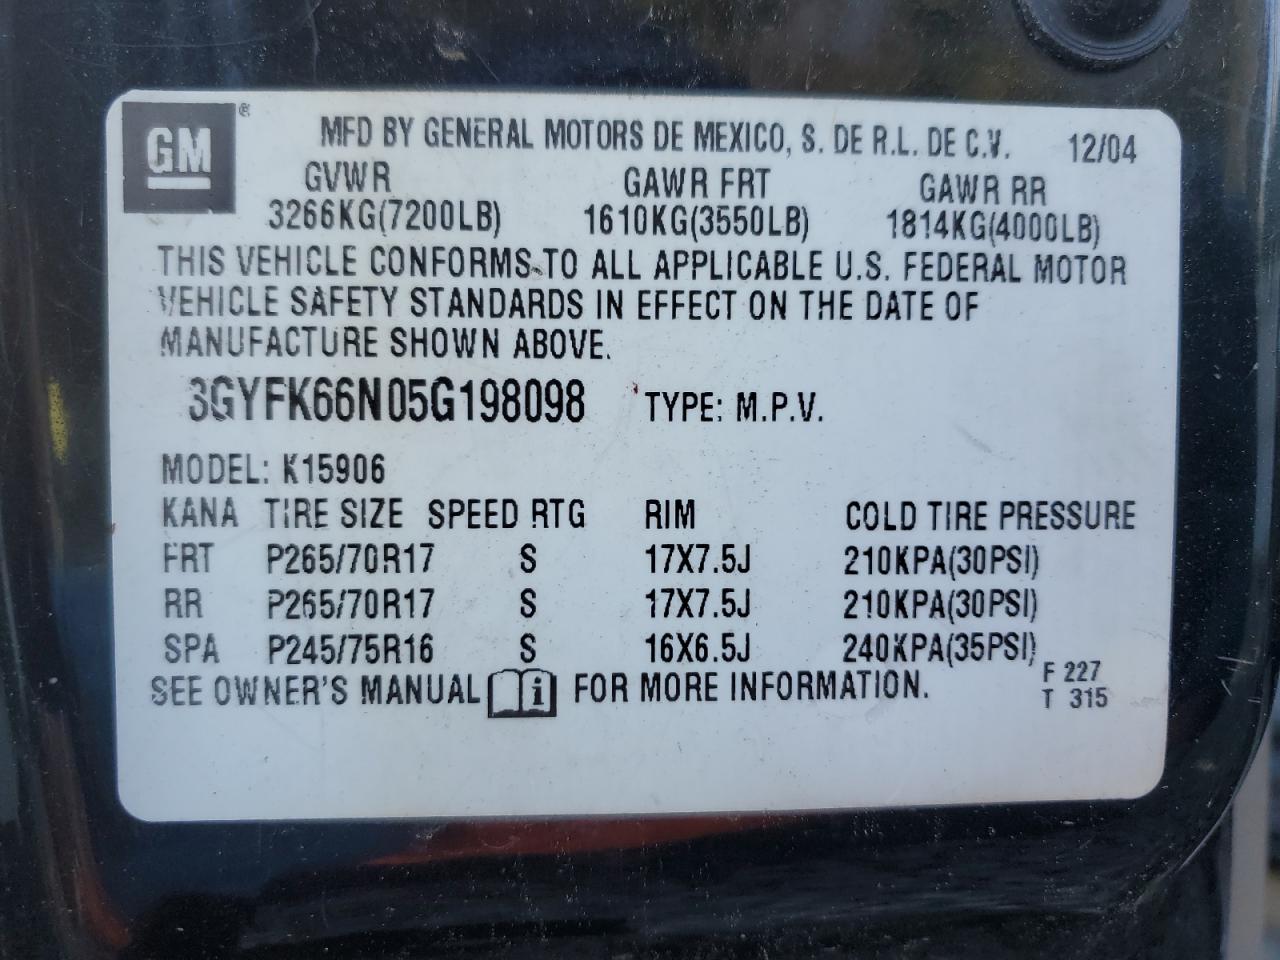 GM ®
MFD BY GENERAL MOTORS DE MEXICO, S. DE R.L. DE C.V. 12/04
GVWR GAWR FRT GAWR RR
3266KG(7200LB) 1610KG(3550LB) 1814KG(4000LB)
THIS VEHICLE CONFORMS TO ALL APPLICABLE U.S. FEDERAL MOTOR
VEHICLE SAFETY STANDARDS IN EFFECT ON THE DATE OF
MANUFACTURE SHOWN ABOVE.
3GYFK66N05G198098 TYPE: M.P.V.
MODEL: K15906
KANA TIRE SIZE SPEED RTG RIM COLD TIRE PRESSURE
FRT P265/70R17 S 17X7.5J 210KPA(30PSI)
RR P265/70R17 S 17X7.5J 210KPA(30PSI)
SPA P245/75R16 S 16X6.5J 240KPA(35PSI)
SEE OWNER'S MANUAL i FOR MORE INFORMATION. F 227
T 315